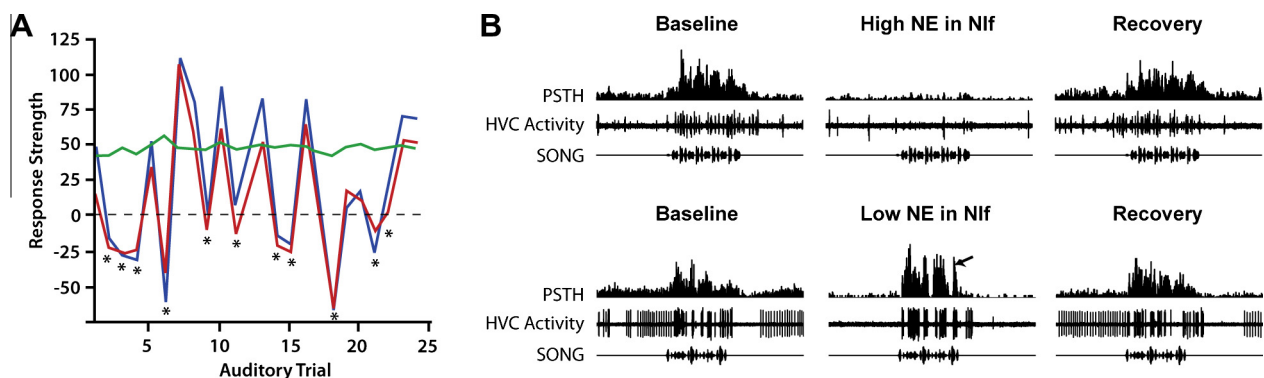 A
125
100
75
50
25
0
-25
-50
Response Strength
* * * * * * * * * * *
5 10 15 20 25
Auditory Trial
B
Baseline High NE in NIf Recovery
PSTH
HVC Activity
SONG
Baseline Low NE in NIf Recovery
PSTH
HVC Activity
SONG